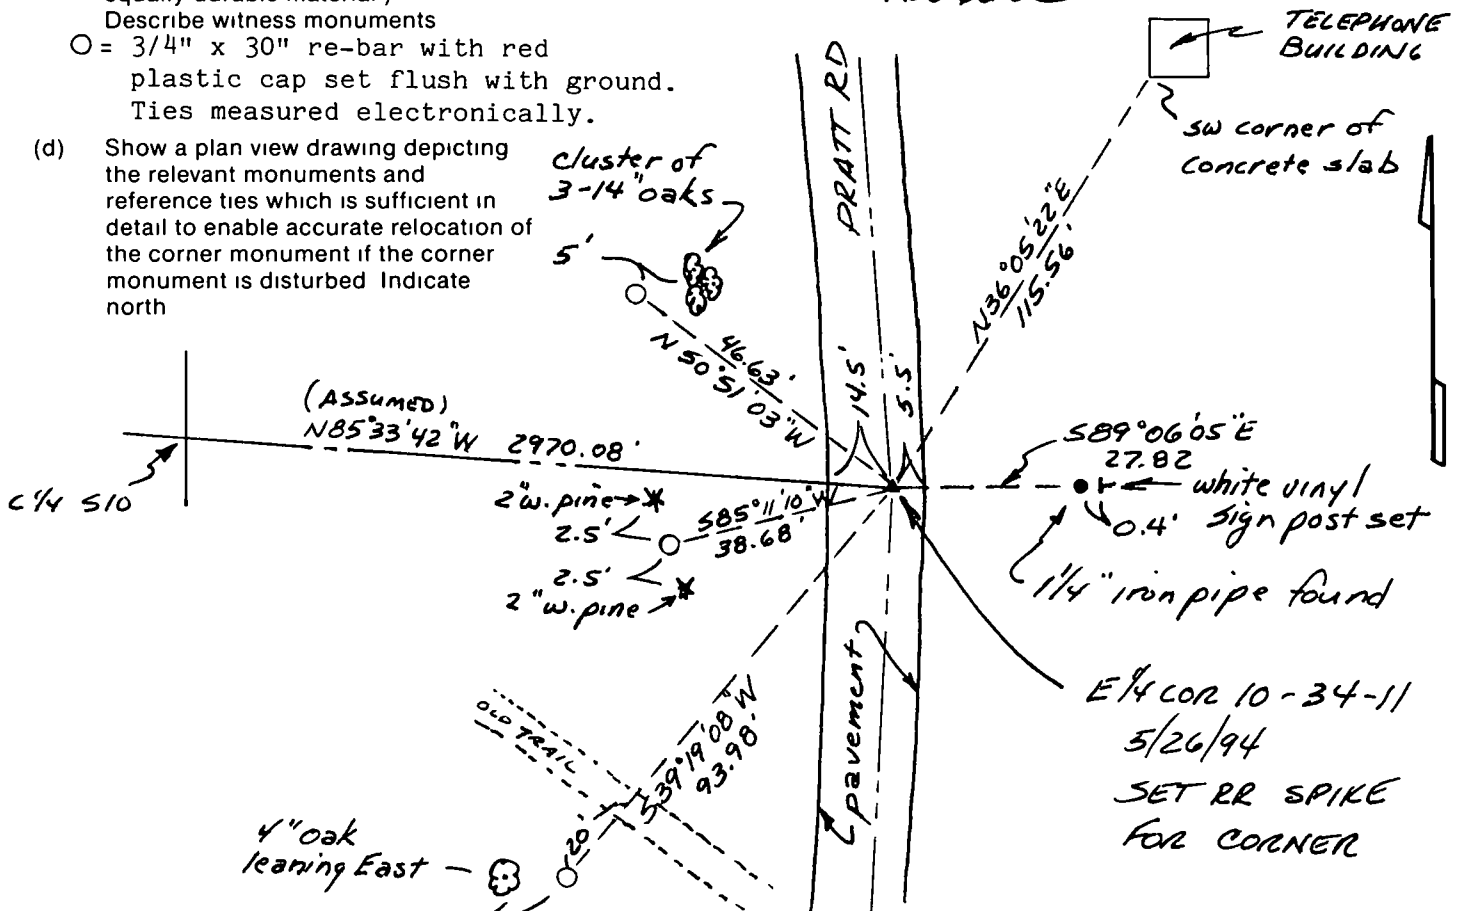 Describe witness monuments
O = 3/4" x 30" re-bar with red
plastic cap set flush with ground.
Ties measured electronically.
(d) Show a plan view drawing depicting
the relevant monuments and
reference ties which is sufficient in
detail to enable accurate relocation of
the corner monument if the corner
monument is disturbed Indicate
north
TELEPHONE
BUILDING
SW corner of
concrete slab
cluster of
3-14" oaks
5'
PRATT RD
N36°05'22"E
115.56'
46.63'
N50°51'03"W
14.5'
5.5'
(ASSUMED)
N85°33'42"W 2970.08'
C 1/4 S10
2" w. pine
2.5'
S85°11'10"W
38.68'
2.5'
2" w. pine
S89°06'05"E
27.82
white vinyl
sign post set
0.4'
1 1/4" iron pipe found
E 1/4 COR 10-34-11
5/26/94
SET RR SPIKE
FOR CORNER
pavement
OLD TRAIL
S39°19'08"W
93.98'
20'
4" oak
leaning East